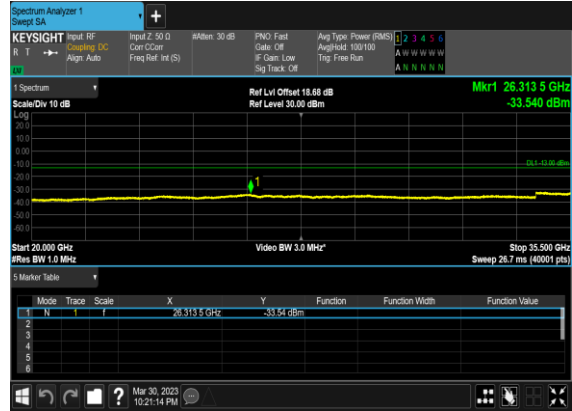 Spectrum Analyzer 1
Swept SA
KEYSIGHT Input: RF Input Z: 50 Ω #Atten: 30 dB PNO: Fast Avg Type: Power (RMS) 1 2 3 4 5 6
R T Coupling: DC Corr CCorr Gate: Off Avg|Hold: 100/100 A W W W W W
Align: Auto Freq Ref: Int (S) IF Gain: Low Trig: Free Run
LW Sig Track: Off A N N N N N
1 Spectrum Ref Lvl Offset 18.68 dB Mkr1 26.313 5 GHz
Scale/Div 10 dB Ref Level 30.00 dBm -33.540 dBm
Log
20.0
10.0
0.00
-10.0 DL1 -13.00 dBm
-20.0 1
-30.0
-40.0
-50.0
-60.0
Start 20.000 GHz Video BW 3.0 MHz* Stop 35.500 GHz
#Res BW 1.0 MHz Sweep 26.7 ms (40001 pts)
5 Marker Table
Mode Trace Scale X Y Function Function Width Function Value
1 N 1 f 26.313 5 GHz -33.54 dBm
2
3
4
5
6
? Mar 30, 2023
10:21:14 PM